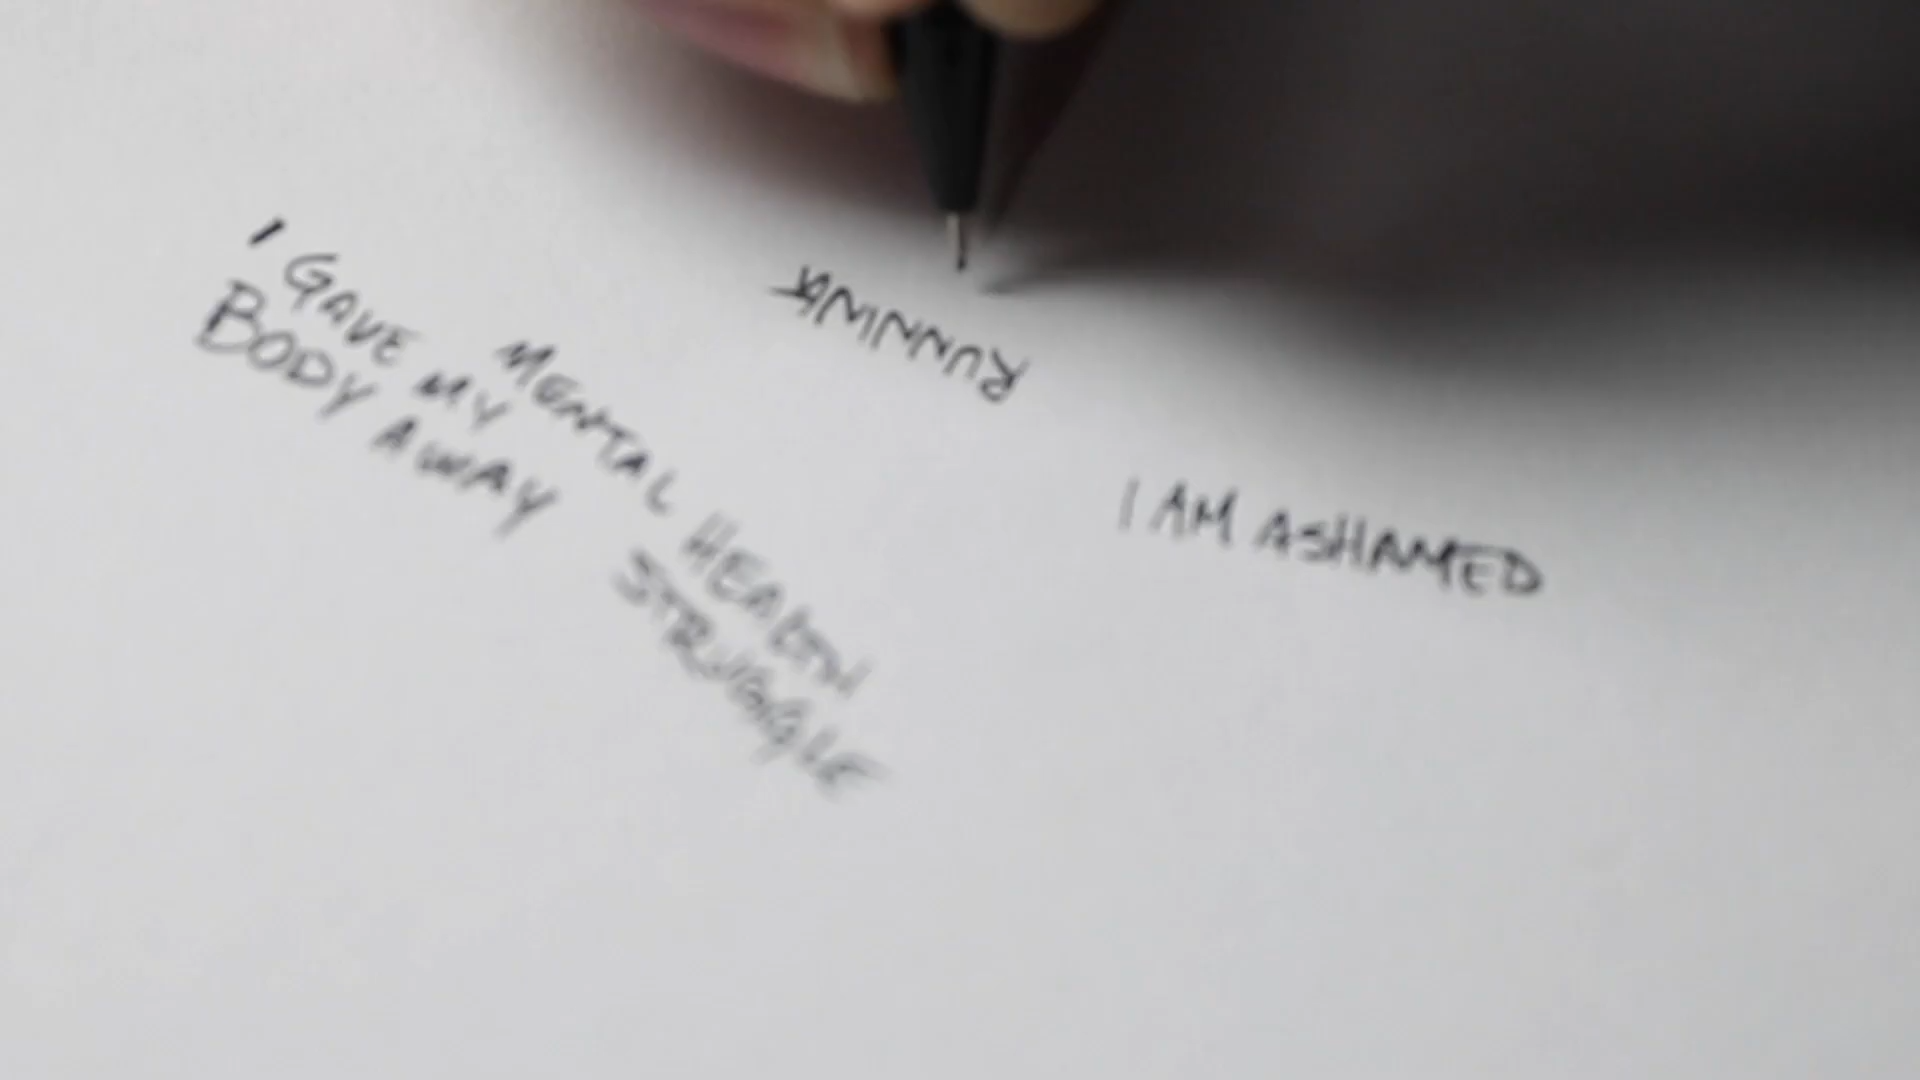 I GAVE MY
BODY AWAY
MENTAL HEALTH
STRUGGLE
RUNNING
I AM ASHAMED